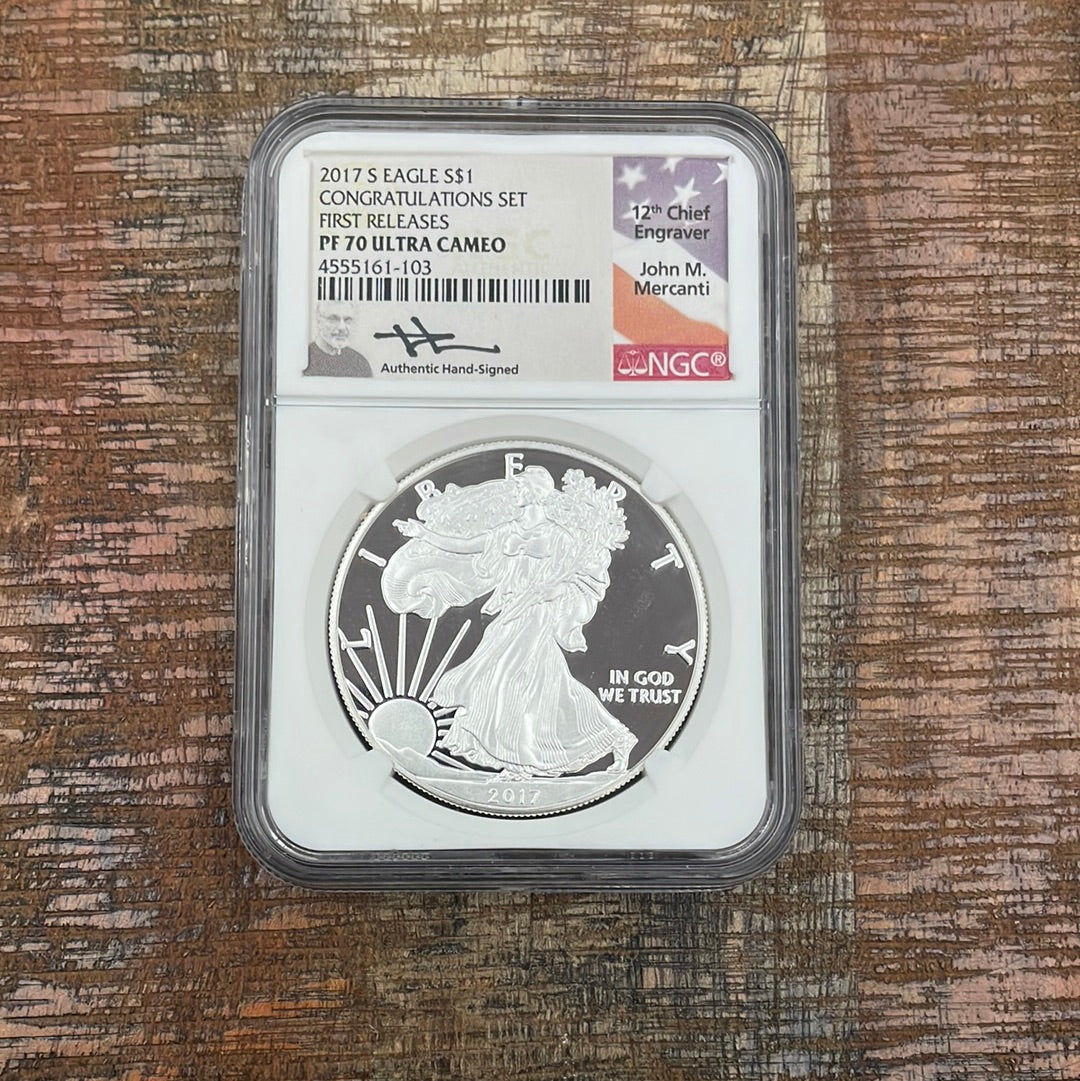 2017 S EAGLE S$1
CONGRATULATIONS SET
FIRST RELEASES
PF 70 ULTRA CAMEO
4555161-103
Authentic Hand-Signed
12th Chief
Engraver
John M.
Mercanti
NGC®
LIBERTY
IN GOD
WE TRUST
2017